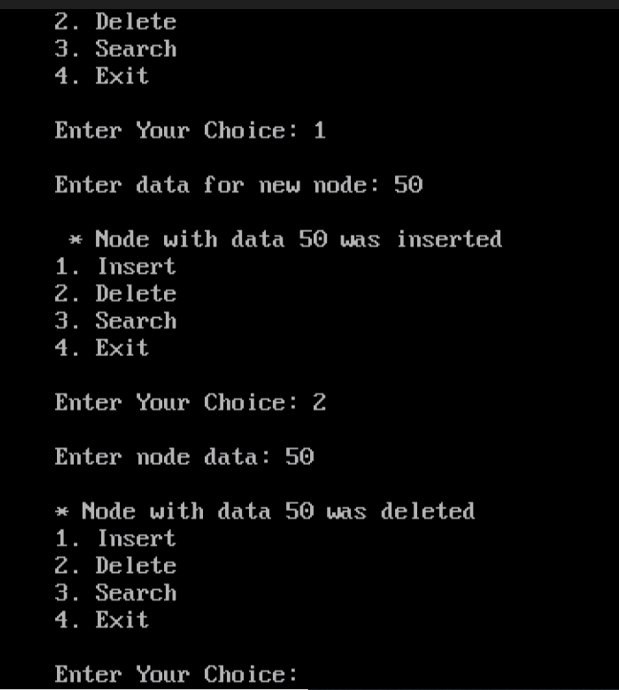 2. Delete
3. Search
4. Exit
Enter Your Choice: 1
Enter data for new node: 50
* Node with data 50 was inserted
1. Insert
2. Delete
3. Search
4. Exit
Enter Your Choice: 2
Enter node data: 50
* Node with data 50 was deleted
1. Insert
2. Delete
3. Search
4. Exit
Enter Your Choice: